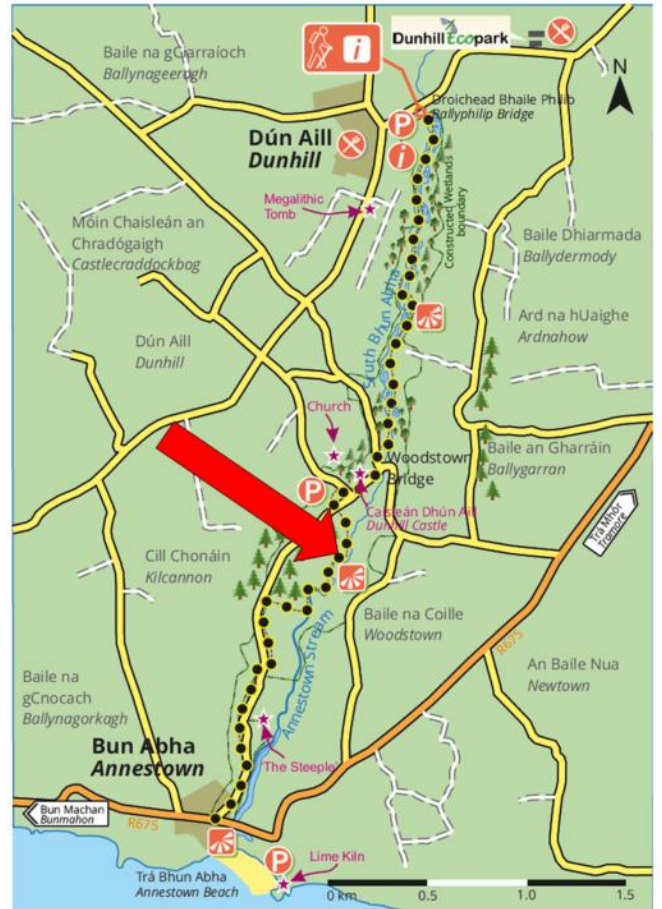 Dunhill Ecopark
Baile na gGarraíoch
Ballynageeragh
i
N
Droichead Bhaile Philib
Ballyphilip Bridge
P
i
Dún Aill
Dunhill
Megalithic
Tomb
Constructed Wetlands
boundary
Móin Chaisleán an
Chradógaigh
Castlecraddockbog
Baile Dhiarmada
Ballydermody
Sruth Bhun Abha
Ard na hUaighe
Ardnahow
Dún Aill
Dunhill
Church
Woodstown
Bridge
Baile an Gharráin
Ballygarran
P
Caisleán Dhún Aill
Dunhill Castle
Trá Mhór
Tramore
Cill Chonáin
Kilcannon
Baile na Coille
Woodstown
R675
Annestown Stream
An Baile Nua
Newtown
Baile na
gCnocach
Ballynagorkagh
'The Steeple'
Bun Abha
Annestown
Bun Machan
Bunmahon
R675
P
Lime Kiln
Trá Bhun Abha
Annestown Beach
0 km
0.5
1.0
1.5